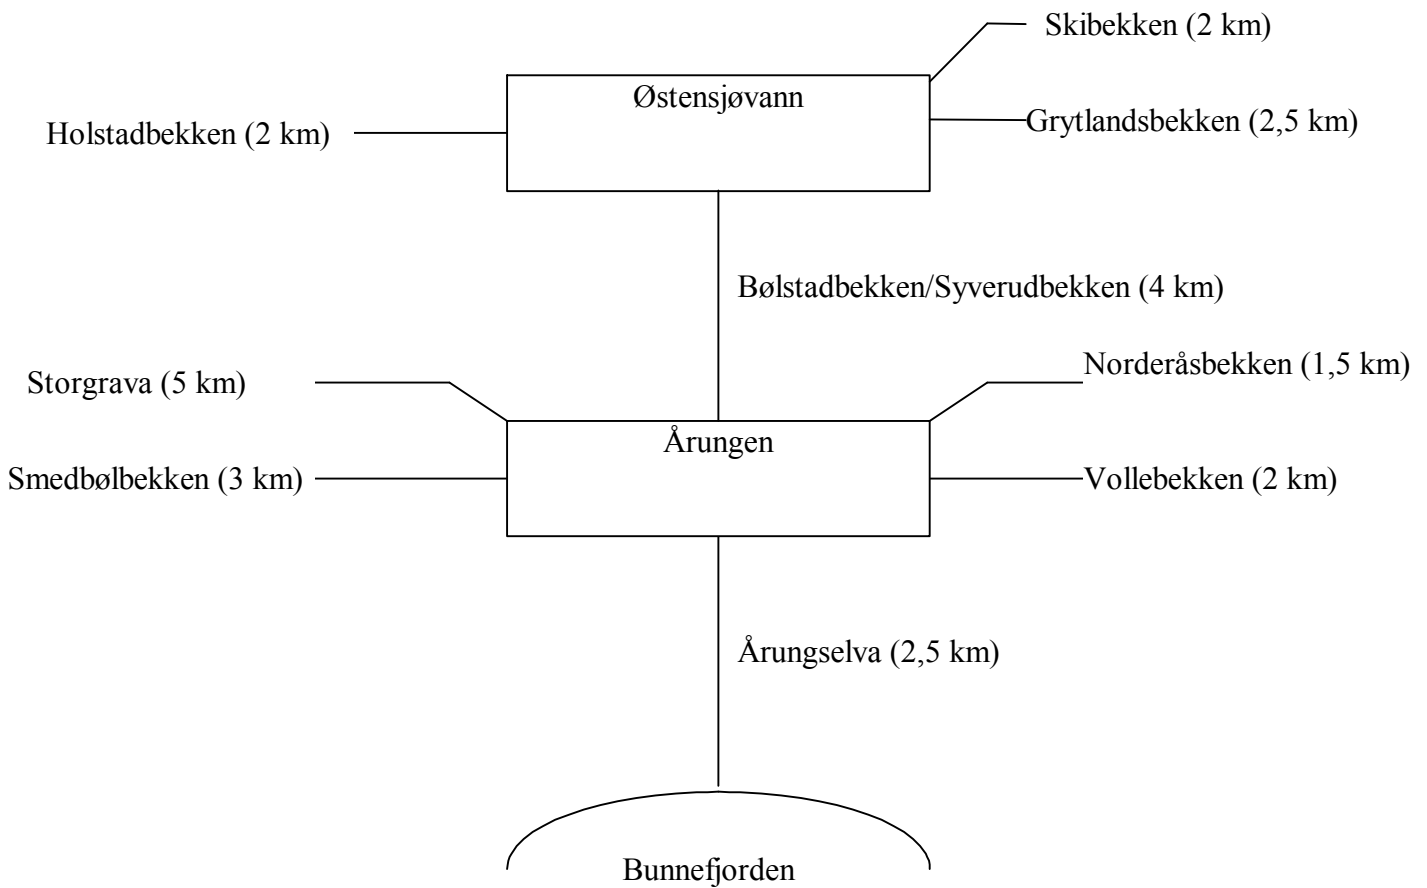 Skibekken (2 km)
Østensjøvann
Holstadbekken (2 km)
Grytlandsbekken (2,5 km)
Bølstadbekken/Syverudbekken (4 km)
Norderåsbekken (1,5 km)
Storgrava (5 km)
Årungen
Smedbølbekken (3 km)
Vollebekken (2 km)
Årungselva (2,5 km)
Bunnefjorden